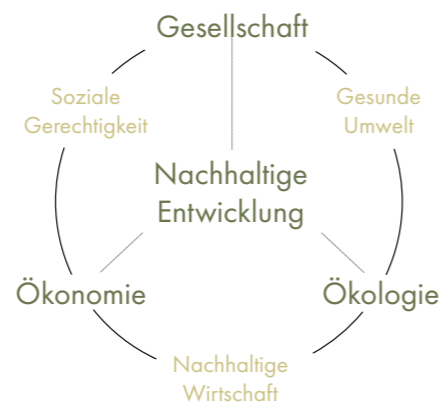 Gesellschaft
Soziale
Gerechtigkeit
Gesunde
Umwelt
Nachhaltige
Entwicklung
Ökonomie
Ökologie
Nachhaltige
Wirtschaft